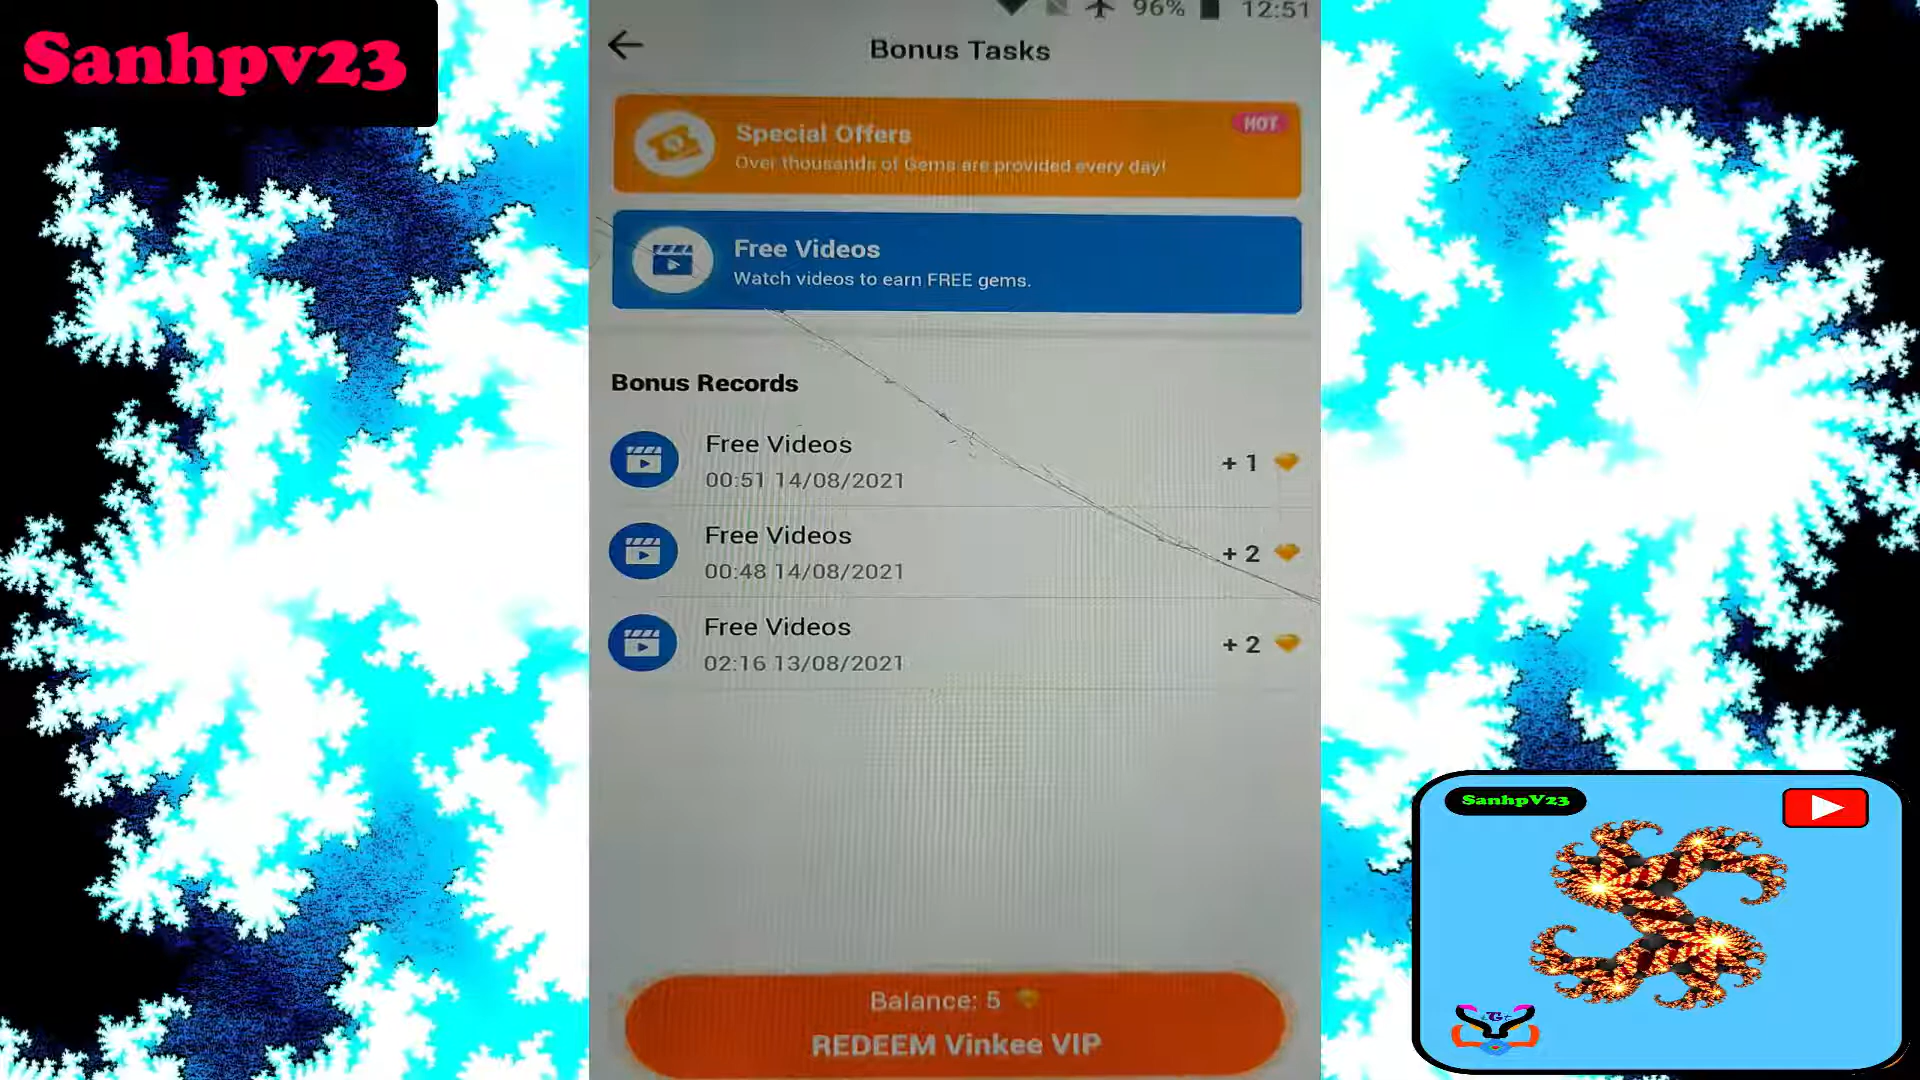 Sanhpv23
96% 12:51
Bonus Tasks
Special Offers
HOT
Over thousands of Gems are provided every day!
Free Videos
Watch videos to earn FREE gems.
Bonus Records
Free Videos
+ 1
00:51 14/08/2021
Free Videos
+ 2
00:48 14/08/2021
Free Videos
+ 2
02:16 13/08/2021
Balance: 5
REDEEM Vinkee VIP
SanhpV23